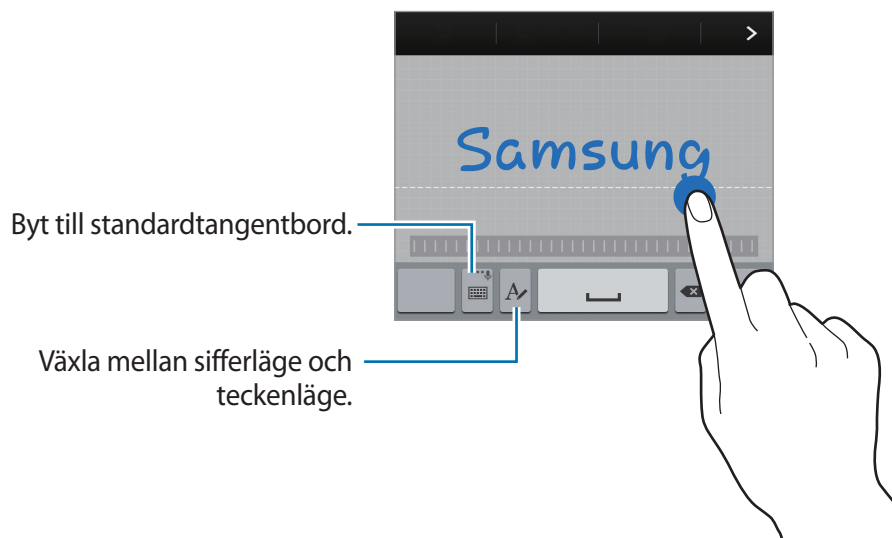 Samsung
Byt till standardtangentbord.
Växla mellan sifferläge och
teckenläge.